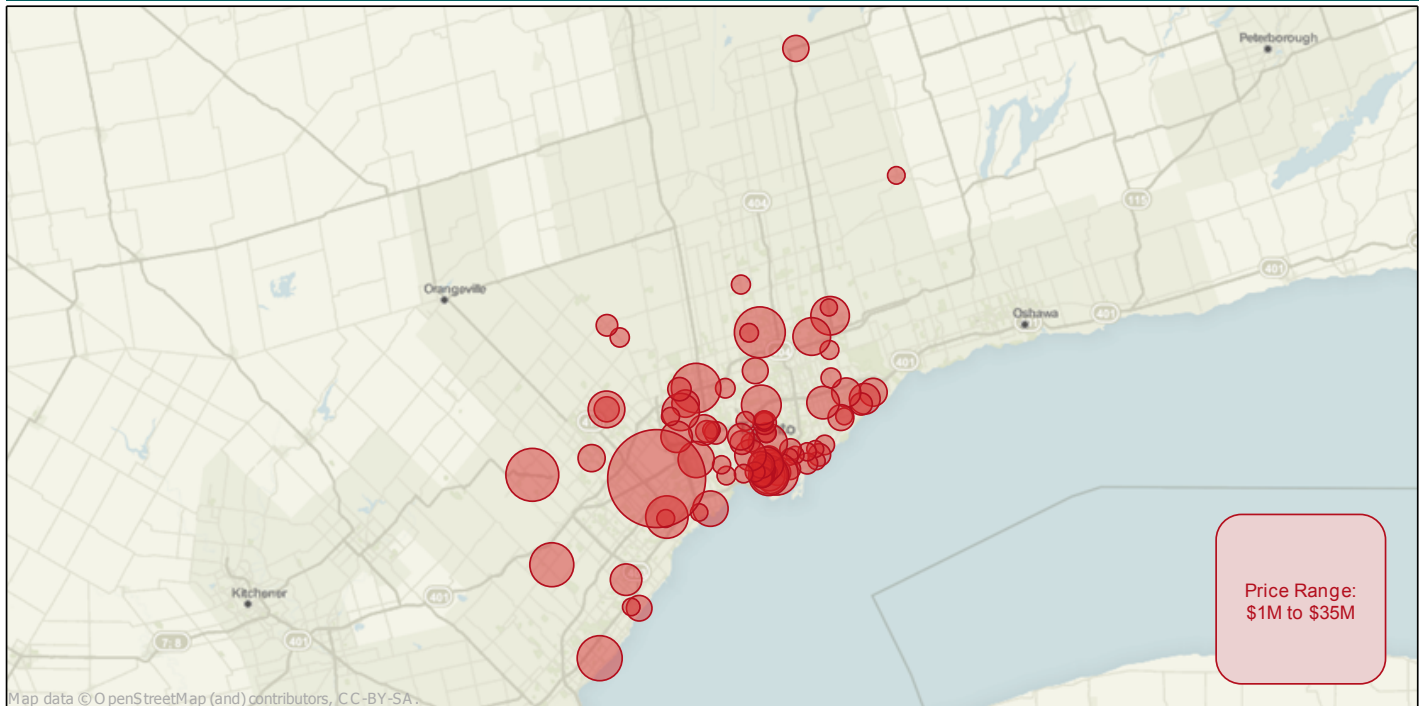 Peterborough
404
115
401
Orangeville
Oshawa
401
401
Price Range:
$1M to $35M
Kitchener
401
7; 8
401
Map data © OpenStreetMap (and) contributors, CC-BY-SA.